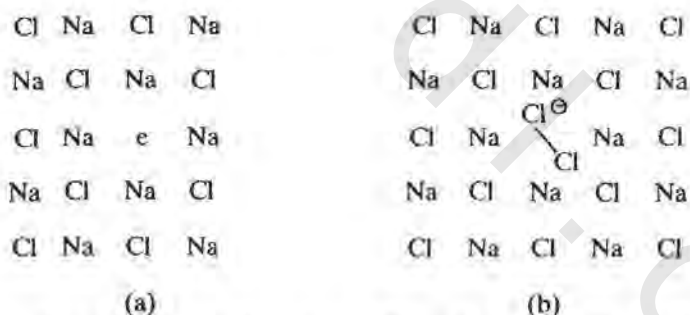 Cl Na Cl Na
Na Cl Na Cl
Cl Na e Na
Na Cl Na Cl
Cl Na Cl Na
(a)
Cl Na Cl Na Cl
Na Cl Na Cl Na
Cl⊖
Cl Na Na Cl
Cl
Na Cl Na Cl Na
Cl Na Cl Na Cl
(b)